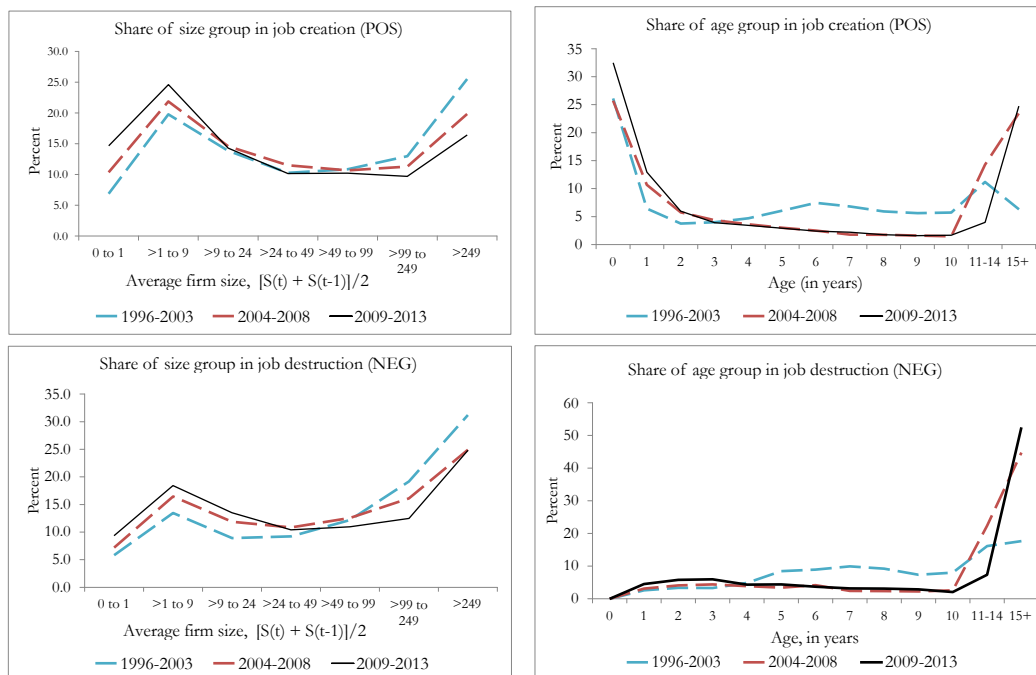 Share of size group in job creation (POS)
30.0
25.0
20.0
15.0
10.0
5.0
0.0
Percent
0 to 1 >1 to 9 >9 to 24 >24 to 49 >49 to 99 >99 to >249
249
Average firm size, [S(t) + S(t-1)]/2
1996-2003 2004-2008 2009-2013
Share of age group in job creation (POS)
35
30
25
20
15
10
5
0
Percent
0 1 2 3 4 5 6 7 8 9 10 11-14 15+
Age (in years)
1996-2003 2004-2008 2009-2013
Share of size group in job destruction (NEG)
35.0
30.0
25.0
20.0
15.0
10.0
5.0
0.0
Percent
0 to 1 >1 to 9 >9 to 24 >24 to 49 >49 to 99 >99 to >249
249
Average firm size, [S(t) + S(t-1)]/2
1996-2003 2004-2008 2009-2013
Share of age group in job destruction (NEG)
60
50
40
30
20
10
0
Percent
0 1 2 3 4 5 6 7 8 9 10 11-14 15+
Age, in years
1996-2003 2004-2008 2009-2013